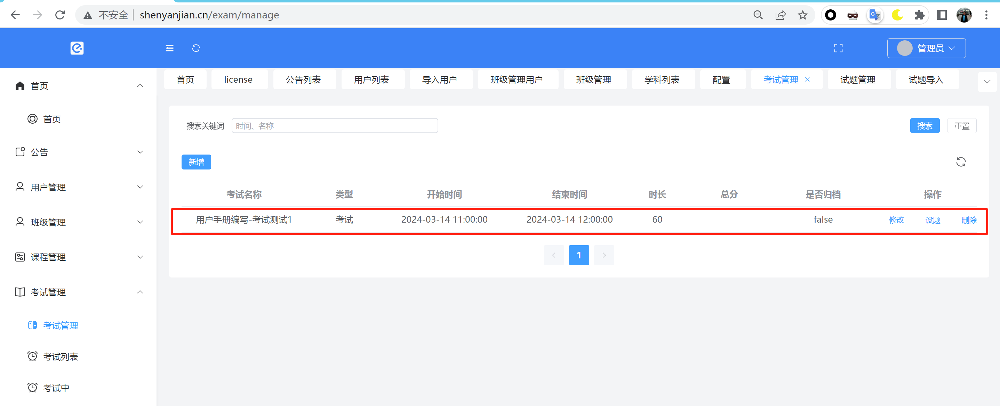 不安全 shenyanjian.cn/exam/manage
管理员
首页 license 公告列表 用户列表 导入用户 班级管理用户 班级管理 学科列表 配置 考试管理 试题管理 试题导入
首页
首页
公告
用户管理
班级管理
课程管理
考试管理
考试管理
考试列表
考试中
搜索关键词 时间、名称 搜索 重置
新增
考试名称 类型 开始时间 结束时间 时长 总分 是否归档 操作
用户手册编写-考试测试1 考试 2024-03-14 11:00:00 2024-03-14 12:00:00 60 false 修改 设题 删除
1